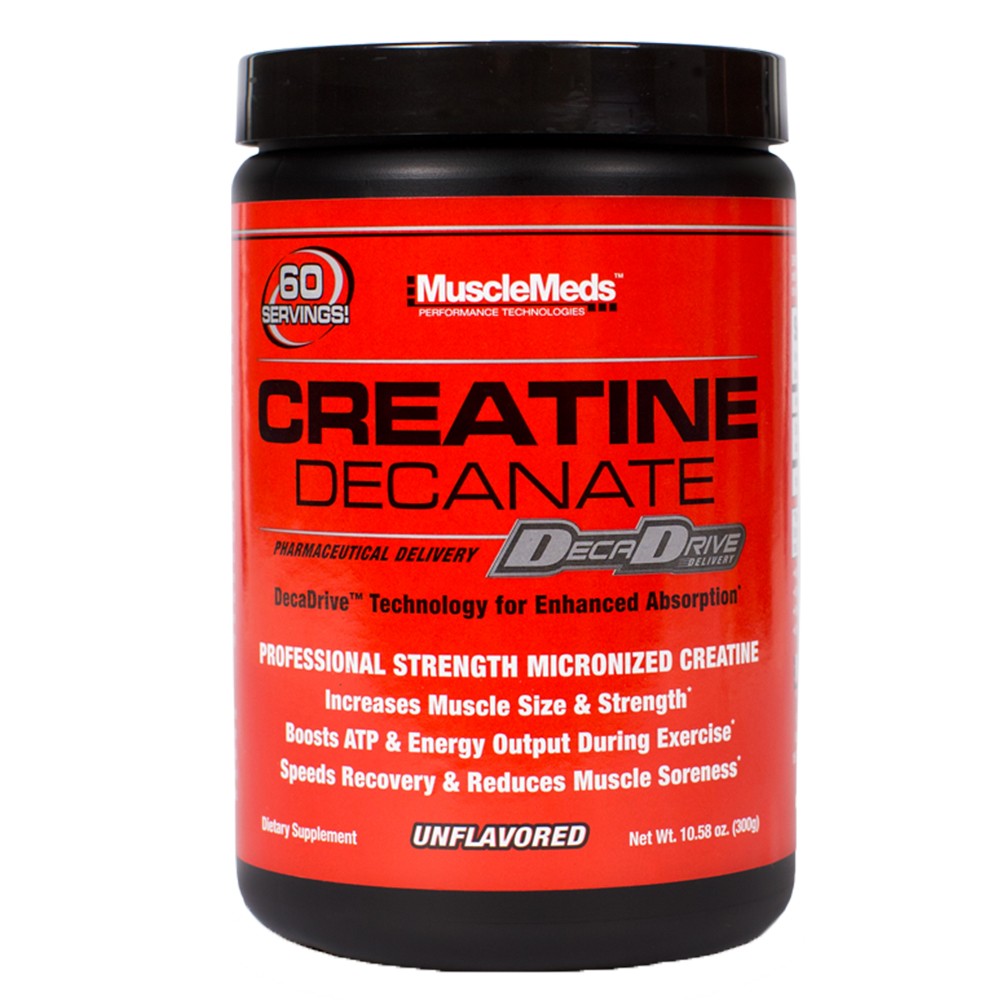 60
SERVINGS!
MuscleMeds™
PERFORMANCE TECHNOLOGIES
CREATINE
DECANATE
PHARMACEUTICAL DELIVERY
DECADRIVE
DELIVERY
DecaDrive™ Technology for Enhanced Absorption*
PROFESSIONAL STRENGTH MICRONIZED CREATINE
Increases Muscle Size & Strength*
Boosts ATP & Energy Output During Exercise*
Speeds Recovery & Reduces Muscle Soreness*
Dietary Supplement
UNFLAVORED
Net Wt. 10.58 oz. (300g)